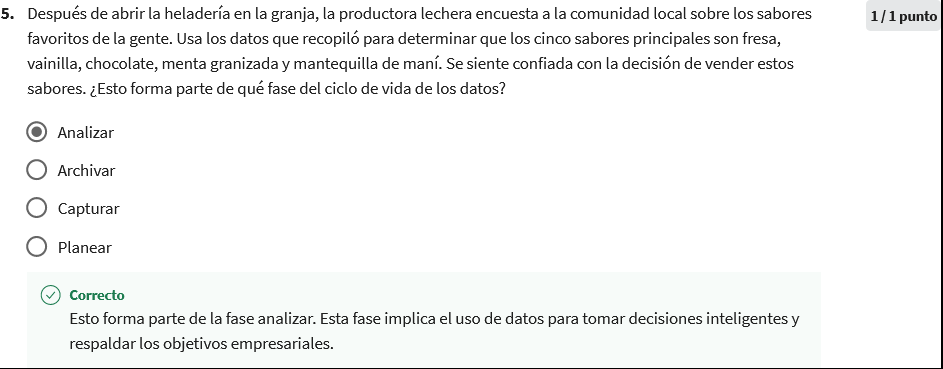 5. Después de abrir la heladería en la granja, la productora lechera encuesta a la comunidad local sobre los sabores
1 / 1 punto
favoritos de la gente. Usa los datos que recopiló para determinar que los cinco sabores principales son fresa,
vainilla, chocolate, menta granizada y mantequilla de maní. Se siente confiada con la decisión de vender estos
sabores. ¿Esto forma parte de qué fase del ciclo de vida de los datos?
Analizar
Archivar
Capturar
Planear
Correcto
Esto forma parte de la fase analizar. Esta fase implica el uso de datos para tomar decisiones inteligentes y
respaldar los objetivos empresariales.